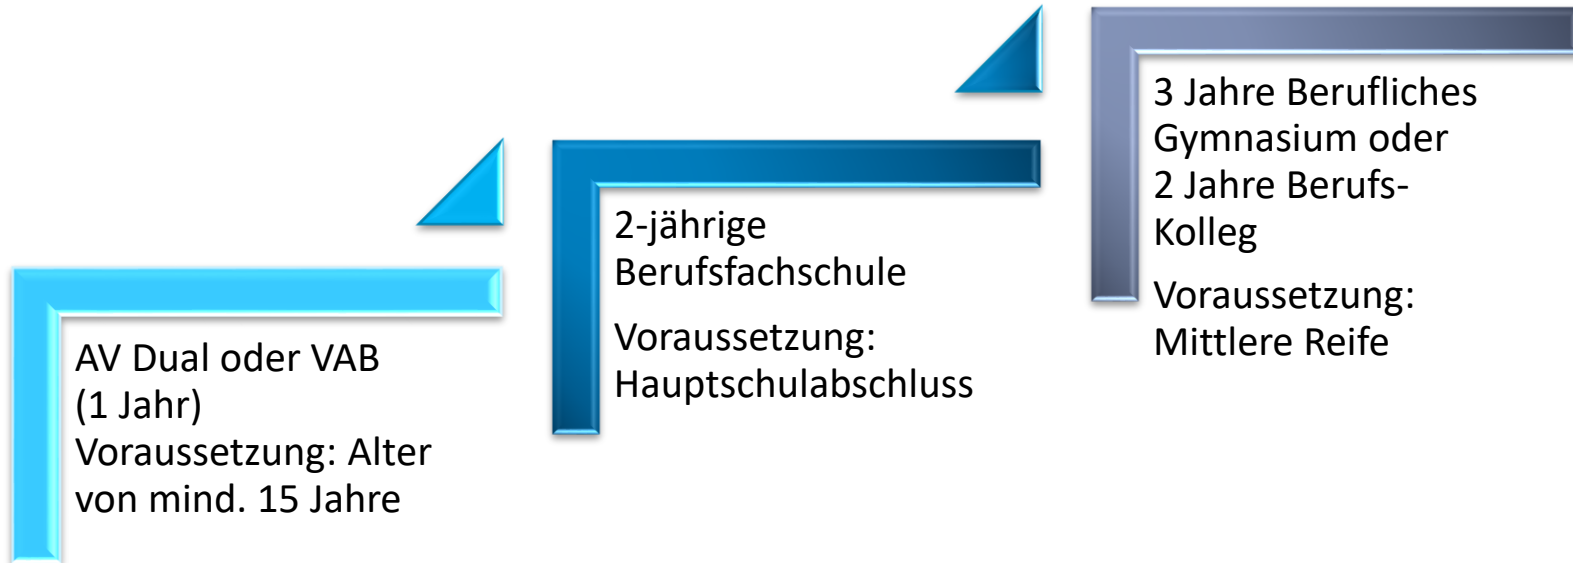 AV Dual oder VAB
(1 Jahr)
Voraussetzung: Alter
von mind. 15 Jahre
2-jährige
Berufsfachschule
Voraussetzung:
Hauptschulabschluss
3 Jahre Berufliches
Gymnasium oder
2 Jahre Berufs-
Kolleg
Voraussetzung:
Mittlere Reife